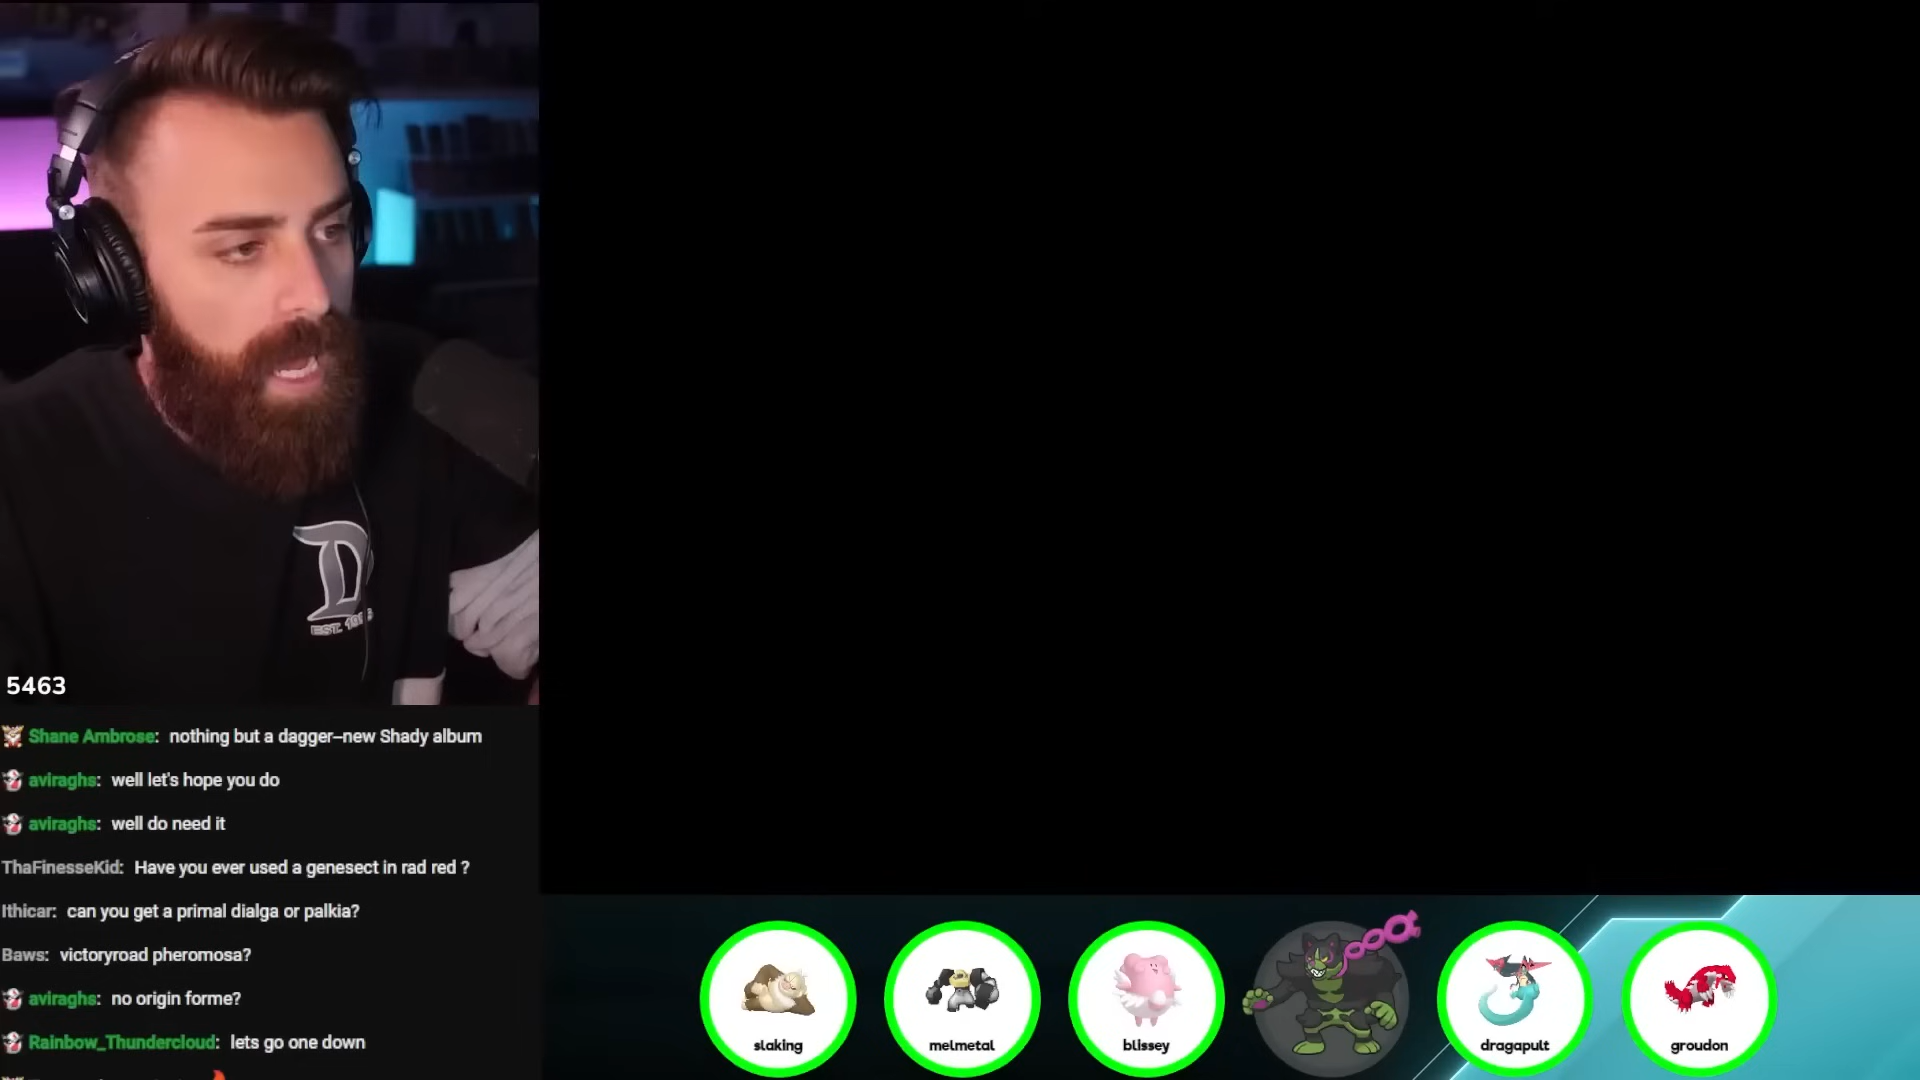 D
EST.
5463
Shane Ambrose: nothing but a dagger--new Shady album
aviraghs: well let's hope you do
aviraghs: well do need it
ThaFinesseKid: Have you ever used a genesect in rad red ?
Ithicar: can you get a primal dialga or palkia?
Baws: victoryroad pheromosa?
aviraghs: no origin forme?
Rainbow_Thundercloud: lets go one down
slaking
melmetal
blissey
dragapult
groudon